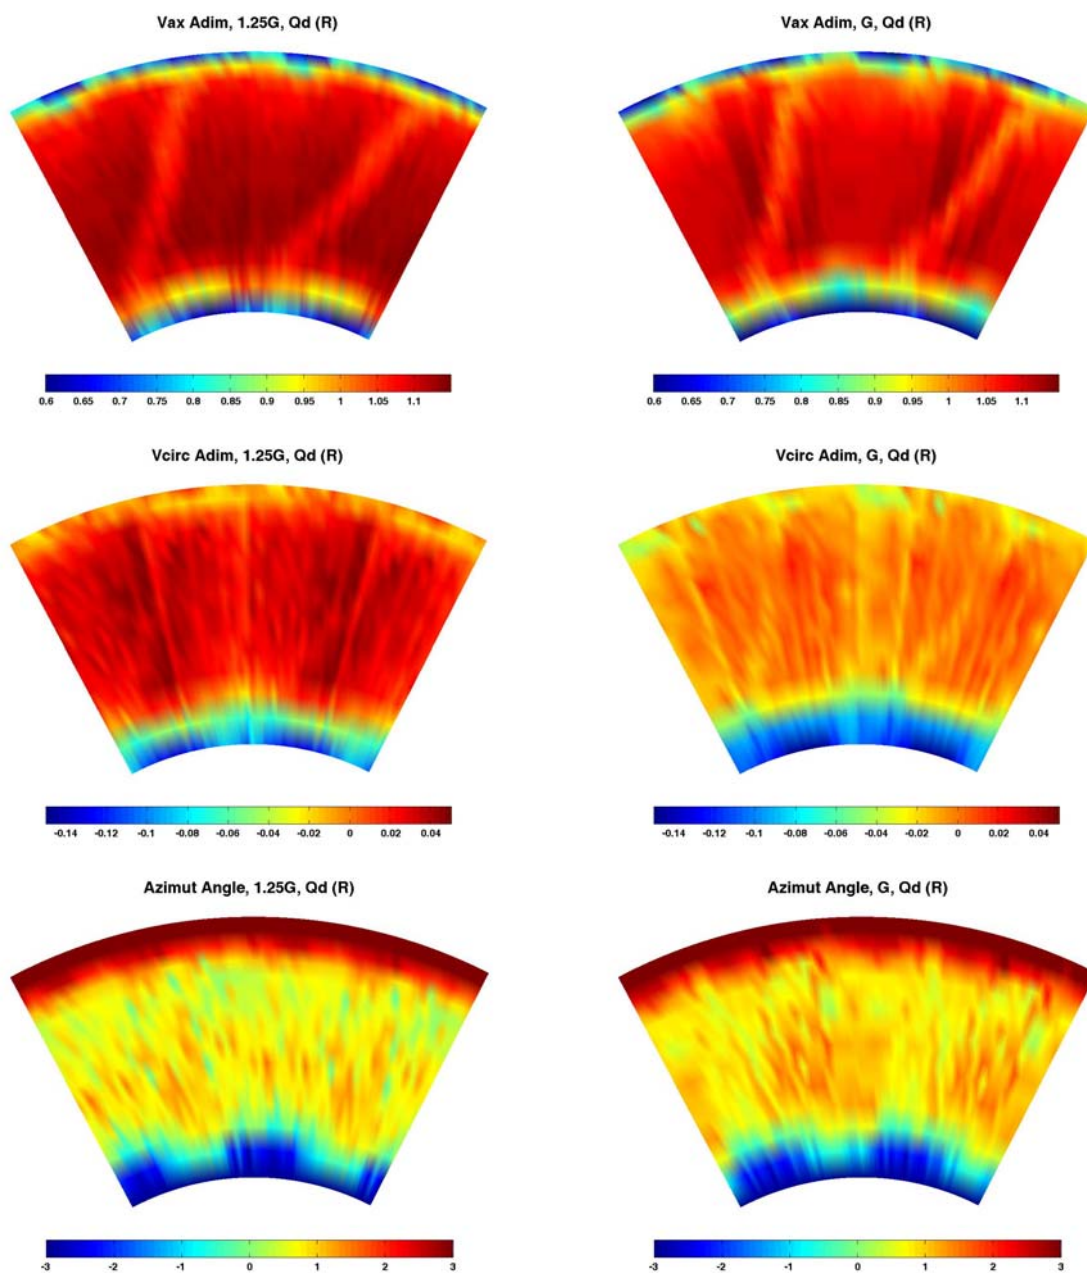 Vax Adim, 1.25G, Qd (R)
Vax Adim, G, Qd (R)
0.6 0.65 0.7 0.75 0.8 0.85 0.9 0.95 1 1.05 1.1
0.6 0.65 0.7 0.75 0.8 0.85 0.9 0.95 1 1.05 1.1
Vcirc Adim, 1.25G, Qd (R)
Vcirc Adim, G, Qd (R)
-0.14 -0.12 -0.1 -0.08 -0.06 -0.04 -0.02 0 0.02 0.04
-0.14 -0.12 -0.1 -0.08 -0.06 -0.04 -0.02 0 0.02 0.04
Azimut Angle, 1.25G, Qd (R)
Azimut Angle, G, Qd (R)
-3 -2 -1 0 1 2 3
-3 -2 -1 0 1 2 3